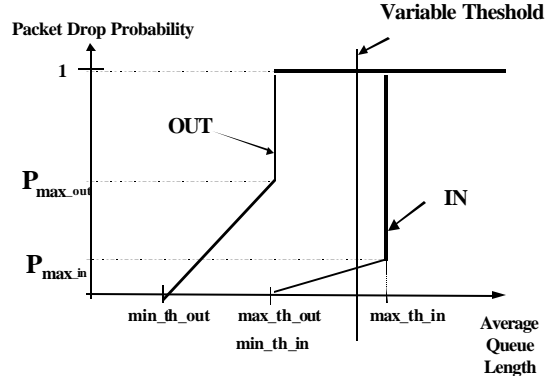 Variable Theshold
Packet Drop Probability
1
OUT
P max_out
IN
P max_in
min_th_out
max_th_out
max_th_in
min_th_in
Average
Queue
Length